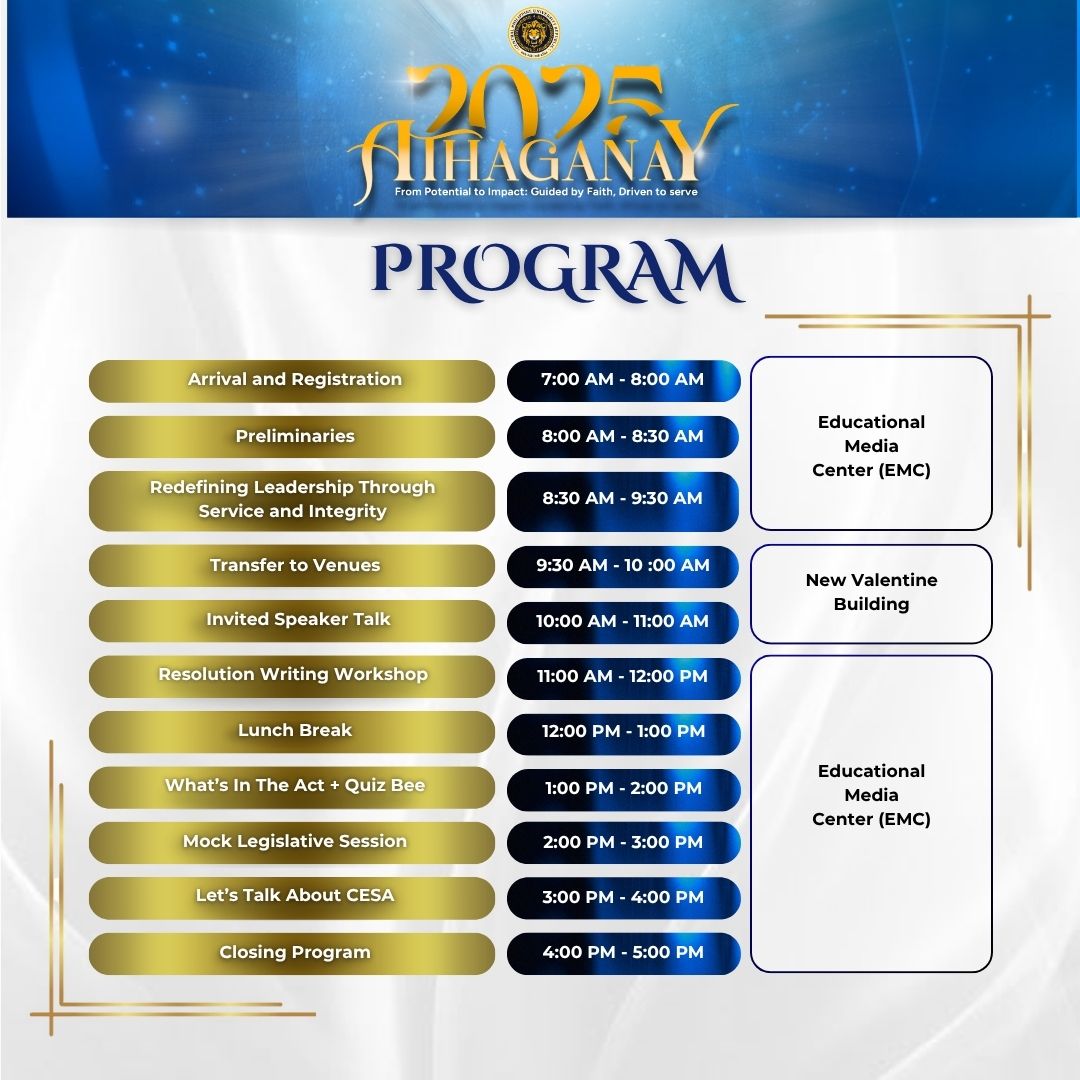 2025
ATHAGANAY
From Potential to Impact: Guided by Faith, Driven to serve
PROGRAM
Arrival and Registration
7:00 AM - 8:00 AM
Preliminaries
8:00 AM - 8:30 AM
Redefining Leadership Through
Service and Integrity
8:30 AM - 9:30 AM
Educational
Media
Center (EMC)
Transfer to Venues
9:30 AM - 10 :00 AM
Invited Speaker Talk
10:00 AM - 11:00 AM
New Valentine
Building
Resolution Writing Workshop
11:00 AM - 12:00 PM
Lunch Break
12:00 PM - 1:00 PM
What's In The Act + Quiz Bee
1:00 PM - 2:00 PM
Mock Legislative Session
2:00 PM - 3:00 PM
Let's Talk About CESA
3:00 PM - 4:00 PM
Closing Program
4:00 PM - 5:00 PM
Educational
Media
Center (EMC)